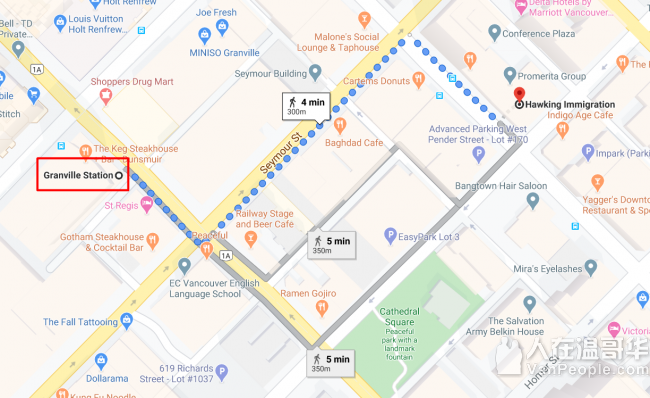 Bell - TD
Private...
Louis Vuitton
Holt Renfrew...
Joe Fresh
MINISO Granville
1A
Malone's Social
Lounge & Taphouse
Delta Hotels by
Marriott Vancouver...
Conference Plaza
Seymour Building
Shoppers Drug Mart
Cartems Donuts
Promerita Group
Hawking Immigration
Indigo Age Cafe
Stitch
4 min
300m
Seymour St
Baghdad Cafe
Advanced Parking West
Pender Street - Lot #170
Impark (Par
The Keg Steakhouse
Bar - Dunsmuir
Granville Station
St Regis
Bangtown Hair Saloon
Yagger's Downto
Restaurant & Spo
Railway Stage
and Beer Cafe
Peaceful
Gotham Steakhouse
& Cocktail Bar
1A
5 min
350m
EasyPark Lot 3
EC Vancouver English
Language School
Mira's Eyelashes
Ramen Gojiro
Cathedral
Square
Peaceful
park with a
landmark
fountain
The Fall Tattooing
The Salvation
Army Belkin House
Victoria
5 min
350m
Homer St
619 Richards
Street - Lot #1037
Dollarama
Kung Fu Noodle
人在温哥华
VanPeople.com